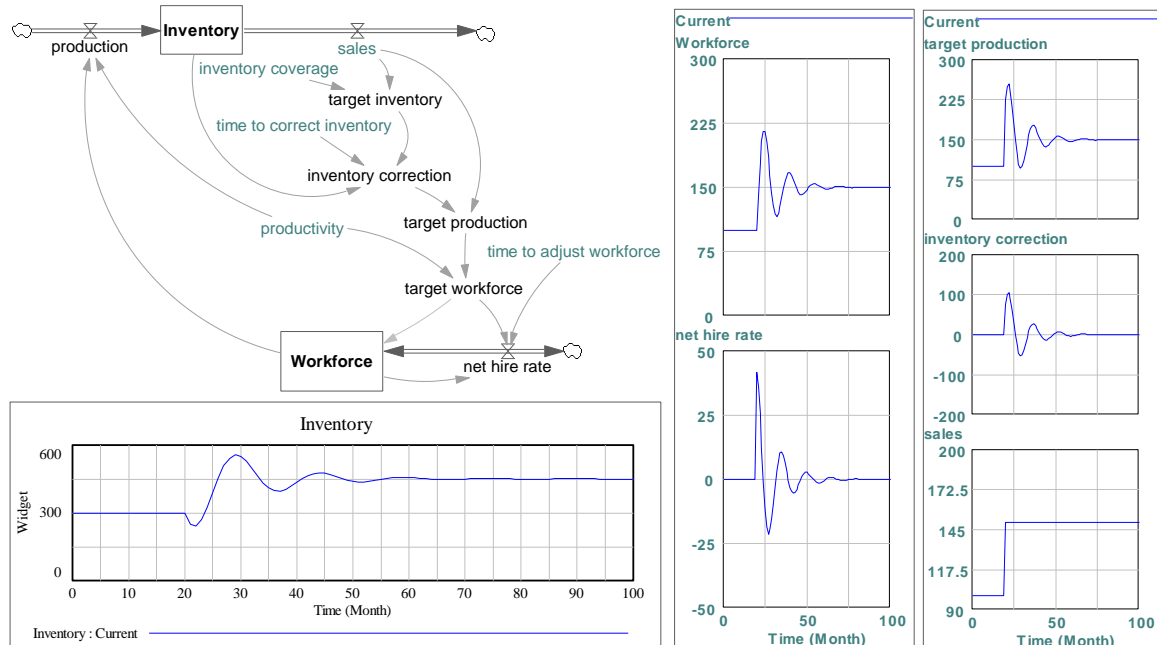 Inventory
production
sales
inventory coverage
target inventory
time to correct inventory
inventory correction
target production
productivity
time to adjust workforce
target workforce
Workforce
net hire rate
Inventory
600
300
0
Widget
0 10 20 30 40 50 60 70 80 90 100
Time (Month)
Inventory : Current
Current
Workforce
300
225
150
75
0
net hire rate
50
25
0
-25
-50
0 50 100
Time (Month)
Current
target production
300
225
150
75
0
inventory correction
200
100
0
-100
-200
sales
200
172.5
145
117.5
90
0 50 100
Time (Month)